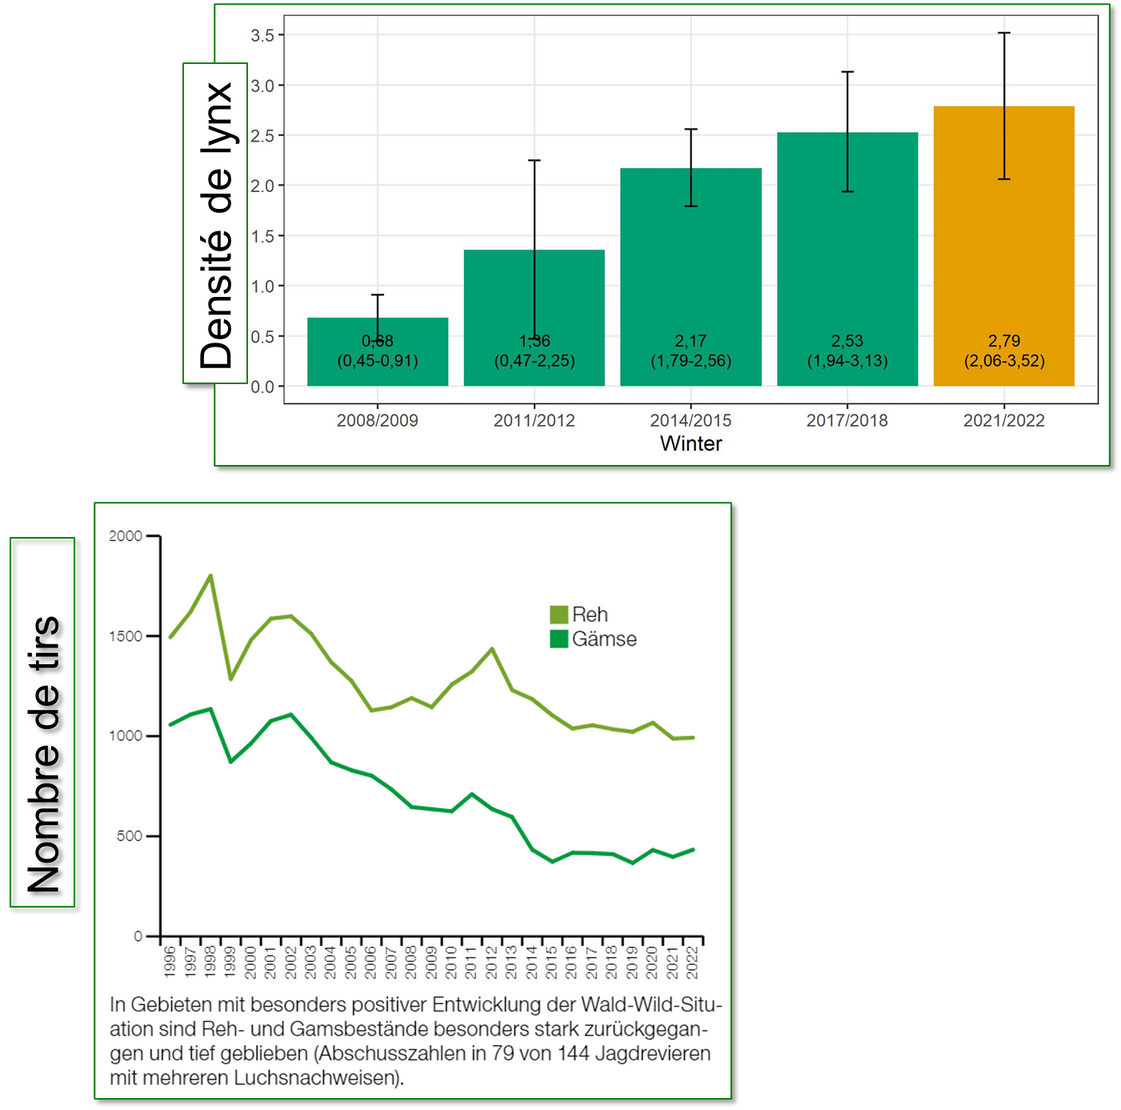 Densité de lynx
3.5
3.0
2.5
2.0
1.5
1.0
0.5
0.0
0,68
(0,45-0,91)
1,36
(0,47-2,25)
2,17
(1,79-2,56)
2,53
(1,94-3,13)
2,79
(2,06-3,52)
2008/2009 2011/2012 2014/2015 2017/2018 2021/2022
Winter
Nombre de tirs
2000
1500
1000
500
0
Reh
Gämse
1996 1997 1998 1999 2000 2001 2002 2003 2004 2005 2006 2007 2008 2009 2010 2011 2012 2013 2014 2015 2016 2017 2018 2019 2020 2021 2022
In Gebieten mit besonders positiver Entwicklung der Wald-Wild-Situ-
ation sind Reh- und Gamsbestände besonders stark zurückgegan-
gen und tief geblieben (Abschusszahlen in 79 von 144 Jagdrevieren
mit mehreren Luchsnachweisen).